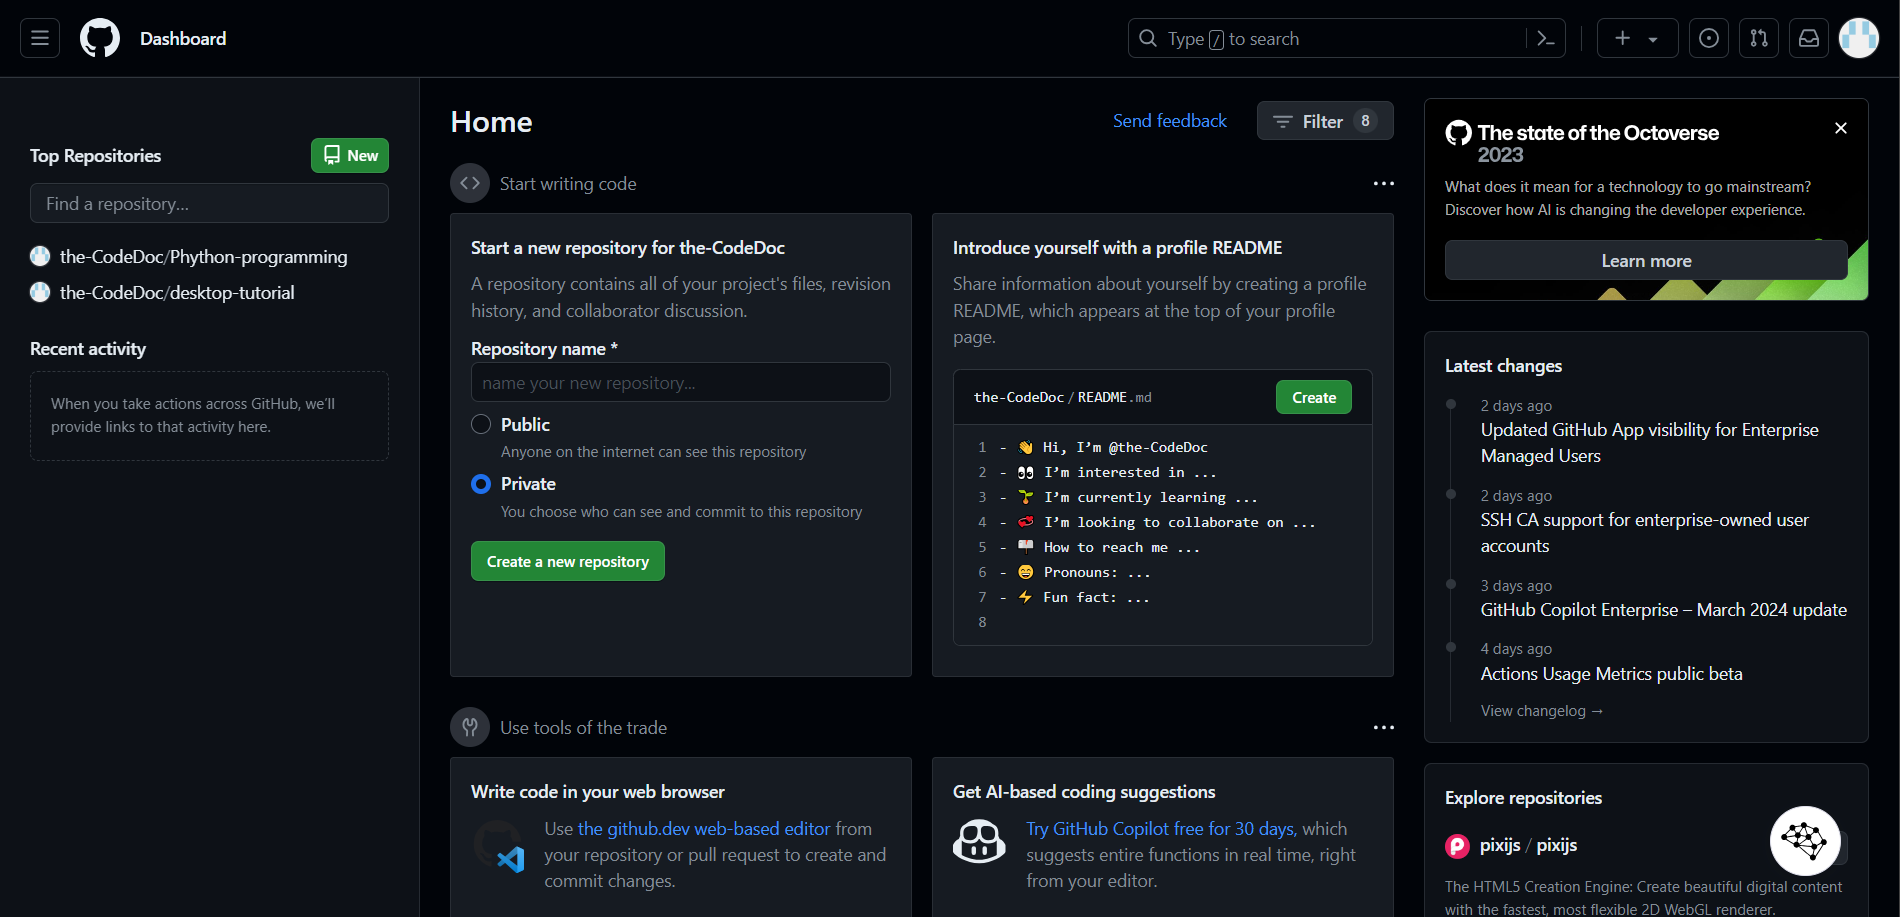 Dashboard
Type / to search
Top Repositories
New
Find a repository...
the-CodeDoc/Phython-programming
the-CodeDoc/desktop-tutorial
Recent activity
When you take actions across GitHub, we'll
provide links to that activity here.
Home
Send feedback
Filter 8
Start writing code
Start a new repository for the-CodeDoc
A repository contains all of your project's files, revision
history, and collaborator discussion.
Repository name *
name your new repository...
Public
Anyone on the internet can see this repository
Private
You choose who can see and commit to this repository
Create a new repository
Introduce yourself with a profile README
Share information about yourself by creating a profile
README, which appears at the top of your profile
page.
the-CodeDoc / README.md
Create
1 - 👋 Hi, I’m @the-CodeDoc
2 - 👀 I’m interested in ...
3 - 🌱 I’m currently learning ...
4 - 💞️ I’m looking to collaborate on ...
5 - 📫 How to reach me ...
6 - 😄 Pronouns: ...
7 - ⚡ Fun fact: ...
8
Use tools of the trade
Write code in your web browser
Use the github.dev web-based editor from
your repository or pull request to create and
commit changes.
Get AI-based coding suggestions
Try GitHub Copilot free for 30 days, which
suggests entire functions in real time, right
from your editor.
The state of the Octoverse
2023
What does it mean for a technology to go mainstream?
Discover how AI is changing the developer experience.
Learn more
Latest changes
2 days ago
Updated GitHub App visibility for Enterprise
Managed Users
2 days ago
SSH CA support for enterprise-owned user
accounts
3 days ago
GitHub Copilot Enterprise – March 2024 update
4 days ago
Actions Usage Metrics public beta
View changelog →
Explore repositories
pixijs / pixijs
The HTML5 Creation Engine: Create beautiful digital content
with the fastest, most flexible 2D WebGL renderer.